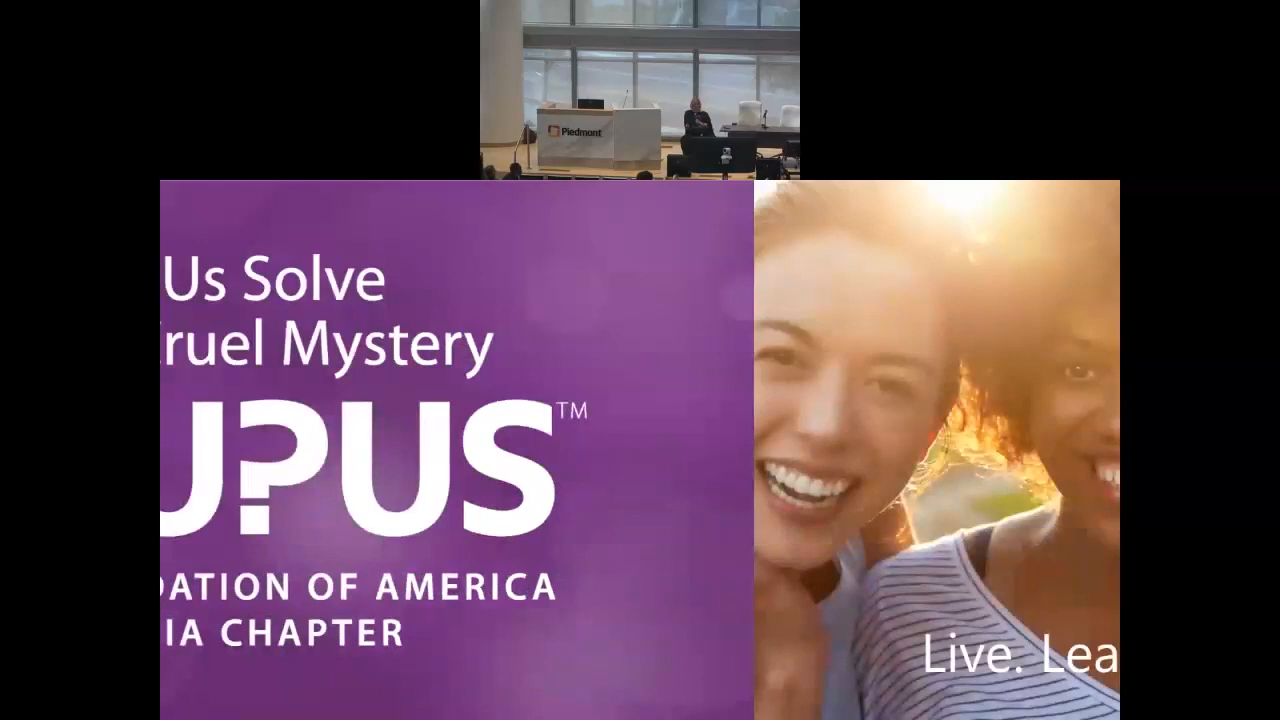 Piedmont
Us Solve
ruel Mystery
U?US™
DATION OF AMERICA
IA CHAPTER
Live. Lea